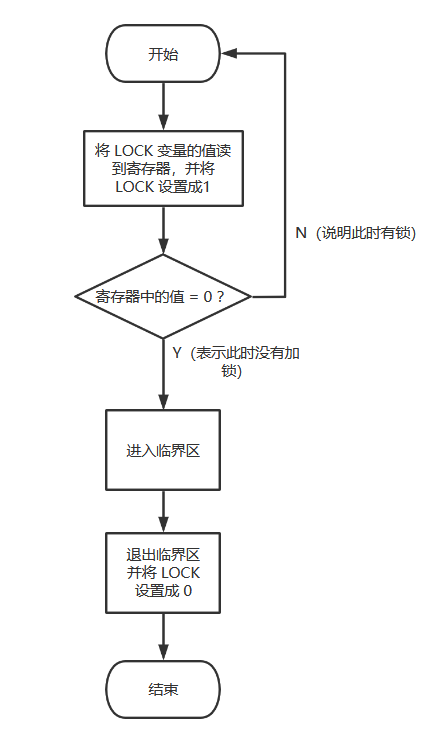 开始
将 LOCK 变量的值读
到寄存器，并将
LOCK 设置成1
N（说明此时有锁）
寄存器中的值 = 0 ？
Y（表示此时没有加
锁）
进入临界区
退出临界区
并将 LOCK
设置成 0
结束